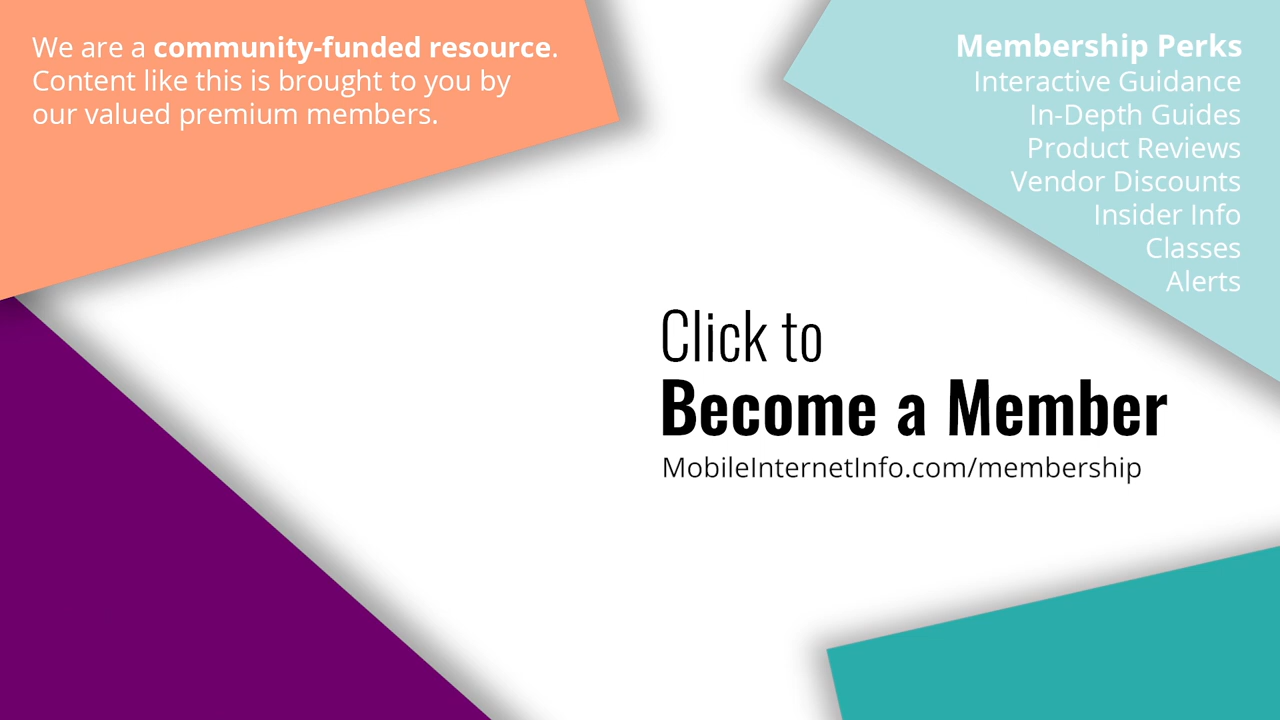 We are a community-funded resource.
Content like this is brought to you by
our valued premium members.
Membership Perks
Interactive Guidance
In-Depth Guides
Product Reviews
Vendor Discounts
Insider Info
Classes
Alerts
Click to
Become a Member
MobileInternetInfo.com/membership